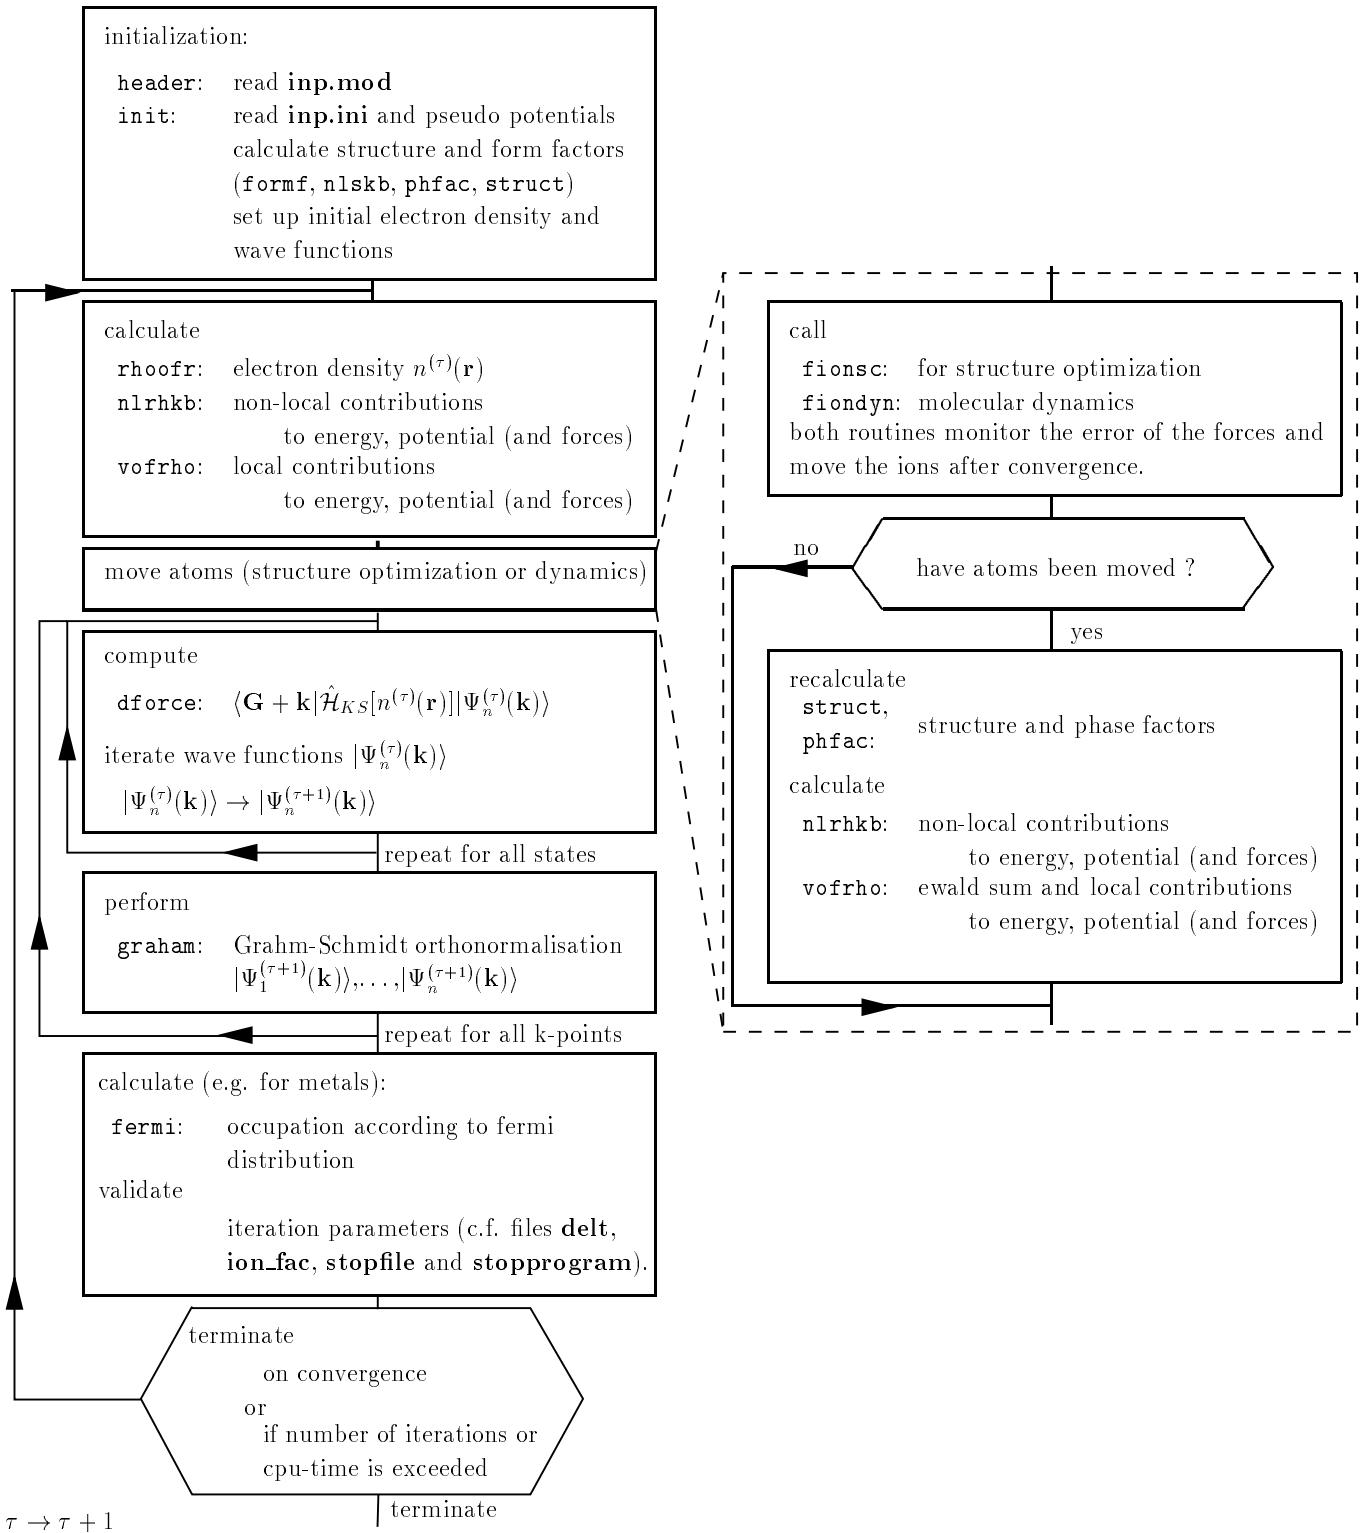 initialization:
header: read inp.mod
init: read inp.ini and pseudo potentials
calculate structure and form factors
(formf, nlskb, phfac, struct)
set up initial electron density and
wave functions
calculate
rhoofr: electron density n^(τ)(r)
nlrhkb: non-local contributions
to energy, potential (and forces)
vofrho: local contributions
to energy, potential (and forces)
move atoms (structure optimization or dynamics)
compute
dforce: ⟨G + k|Ĥ_KS[n^(τ)(r)]|Ψ_n^(τ)(k)⟩
iterate wave functions |Ψ_n^(τ)(k)⟩
|Ψ_n^(τ)(k)⟩ → |Ψ_n^(τ+1)(k)⟩
repeat for all states
perform
graham: Grahm-Schmidt orthonormalisation
|Ψ_1^(τ+1)(k)⟩,...,|Ψ_n^(τ+1)(k)⟩
repeat for all k-points
calculate (e.g. for metals):
fermi: occupation according to fermi
distribution
validate
iteration parameters (c.f. files delt,
ion_fac, stopfile and stopprogram).
terminate
on convergence
or
if number of iterations or
cpu-time is exceeded
terminate
τ → τ + 1
call
fionsc: for structure optimization
fiondyn: molecular dynamics
both routines monitor the error of the forces and
move the ions after convergence.
no
have atoms been moved ?
yes
recalculate
struct,
phfac: structure and phase factors
calculate
nlrhkb: non-local contributions
to energy, potential (and forces)
vofrho: ewald sum and local contributions
to energy, potential (and forces)